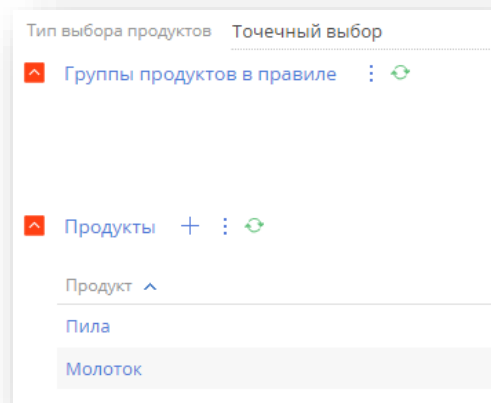 Тип выбора продуктов Точечный выбор
Группы продуктов в правиле
Продукты
Продукт
Пила
Молоток